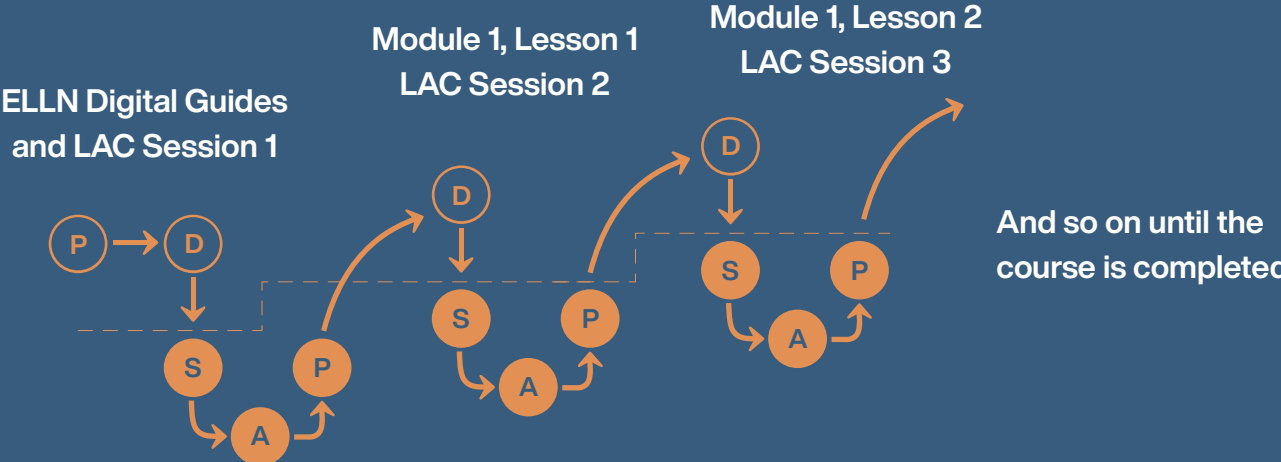 ELLN Digital Guides
and LAC Session 1
P
D
S
A
P
Module 1, Lesson 1
LAC Session 2
D
S
A
P
Module 1, Lesson 2
LAC Session 3
D
S
A
P
And so on until the
course is completed